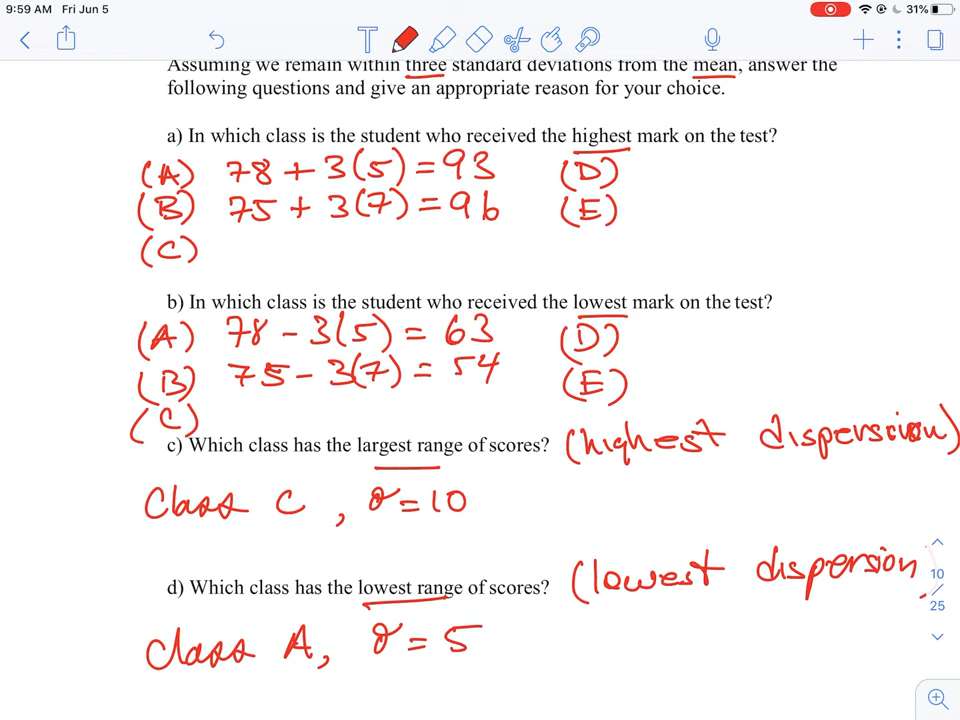 9:59 AM Fri Jun 5
31%
T
Assuming we remain within three standard deviations from the mean, answer the
following questions and give an appropriate reason for your choice.
a) In which class is the student who received the highest mark on the test?
(A) 78 + 3(5) = 93 (D)
(B) 75 + 3(7) = 96 (E)
(C)
b) In which class is the student who received the lowest mark on the test?
(A) 78 - 3(5) = 63 (D)
(B) 75 - 3(7) = 54 (E)
(C)
c) Which class has the largest range of scores? (highest dispersion)
Class C, σ = 10
d) Which class has the lowest range of scores? (lowest dispersion
Class A, σ = 5
10
/
25